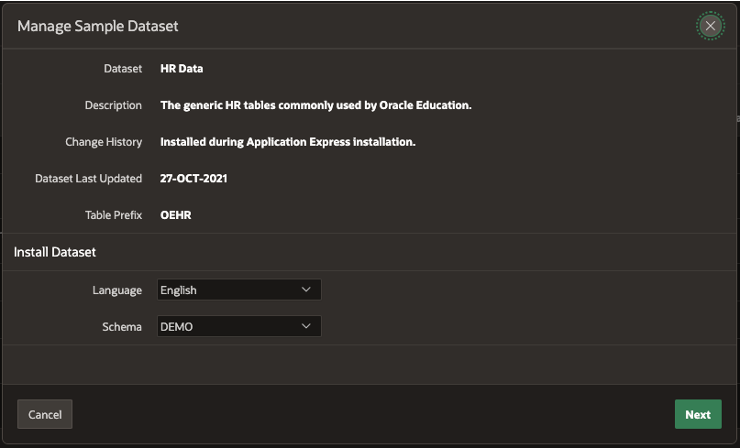 Manage Sample Dataset
Dataset HR Data
Description The generic HR tables commonly used by Oracle Education.
Change History Installed during Application Express installation.
Dataset Last Updated 27-OCT-2021
Table Prefix OEHR
Install Dataset
Language English
Schema DEMO
Cancel Next